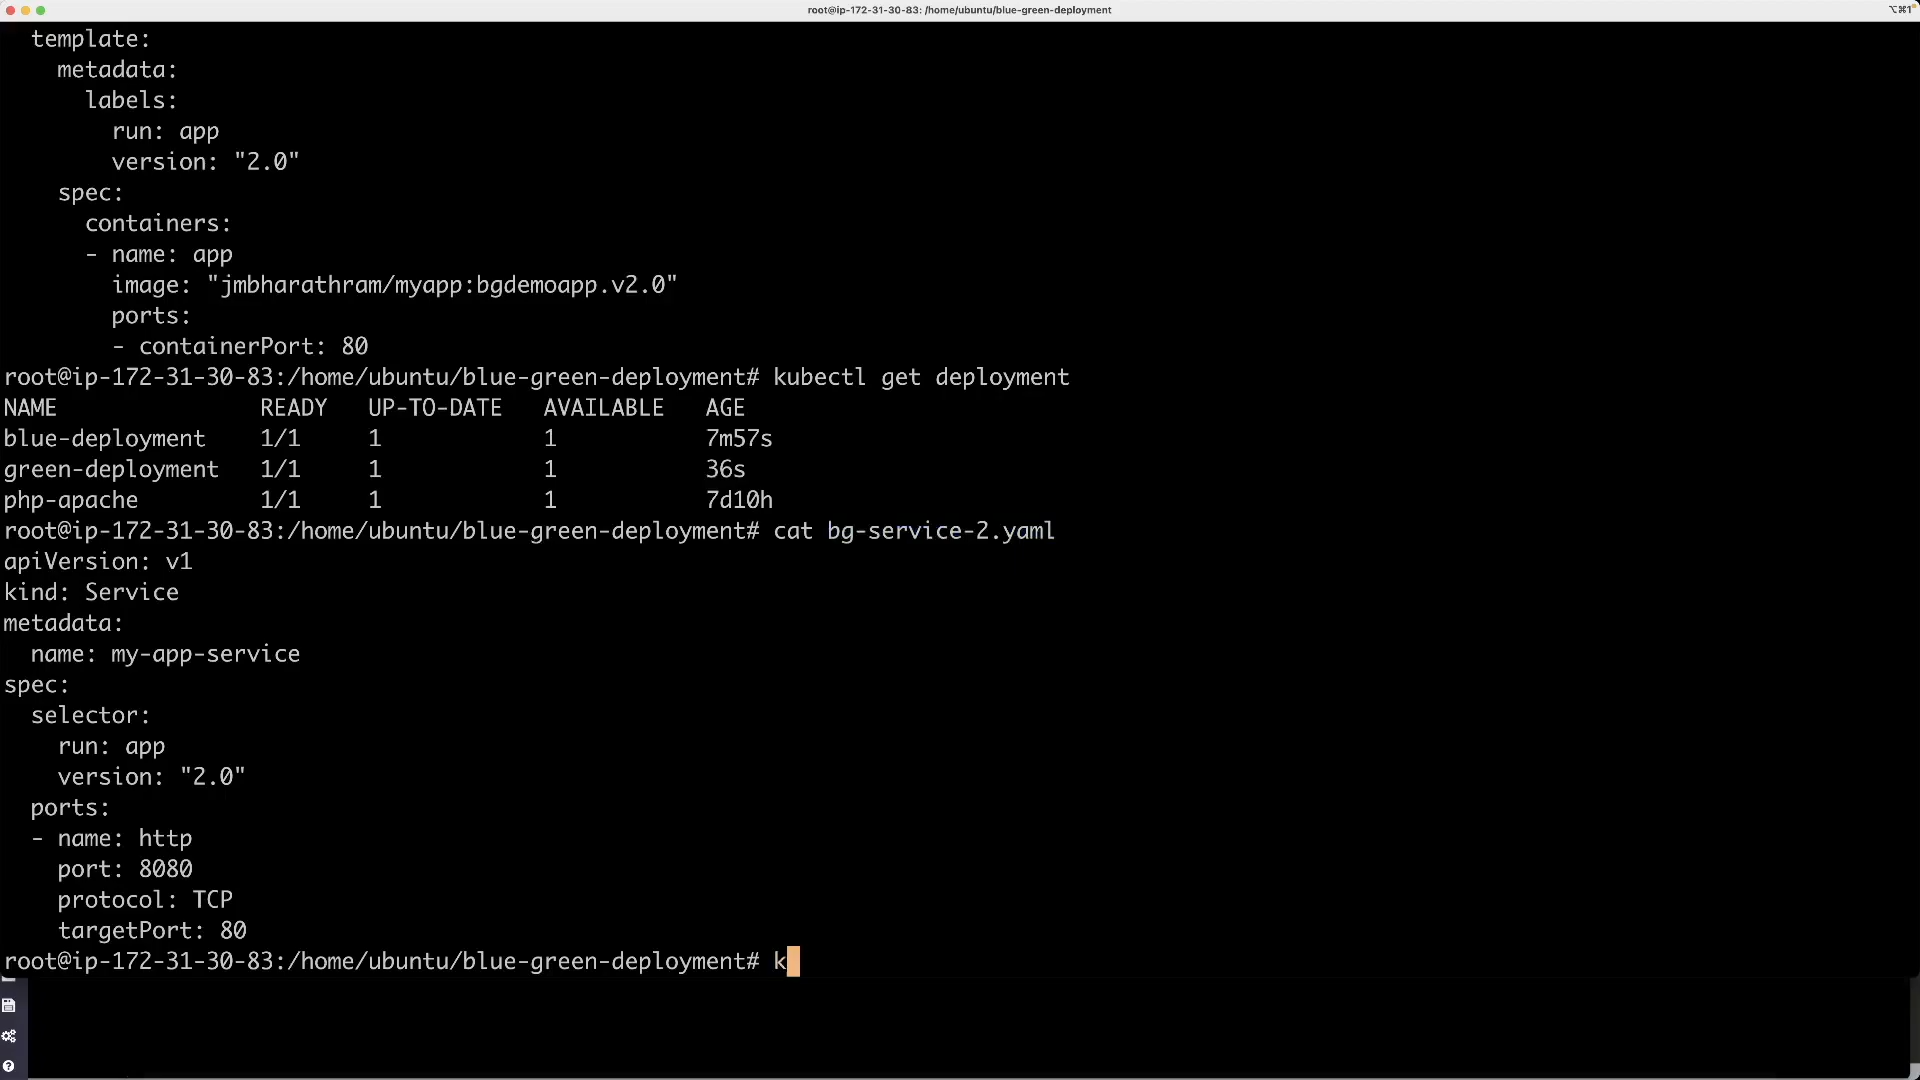 root@ip-172-31-30-83: /home/ubuntu/blue-green-deployment
⌥⌘1
  template:
    metadata:
      labels:
        run: app
        version: "2.0"
    spec:
      containers:
      - name: app
        image: "jmbharathram/myapp:bgdemoapp.v2.0"
        ports:
        - containerPort: 80
root@ip-172-31-30-83:/home/ubuntu/blue-green-deployment# kubectl get deployment
NAME               READY   UP-TO-DATE   AVAILABLE   AGE
blue-deployment    1/1     1            1           7m57s
green-deployment   1/1     1            1           36s
php-apache         1/1     1            1           7d10h
root@ip-172-31-30-83:/home/ubuntu/blue-green-deployment# cat bg-service-2.yaml
apiVersion: v1
kind: Service
metadata:
  name: my-app-service
spec:
  selector:
    run: app
    version: "2.0"
  ports:
  - name: http
    port: 8080
    protocol: TCP
    targetPort: 80
root@ip-172-31-30-83:/home/ubuntu/blue-green-deployment# k